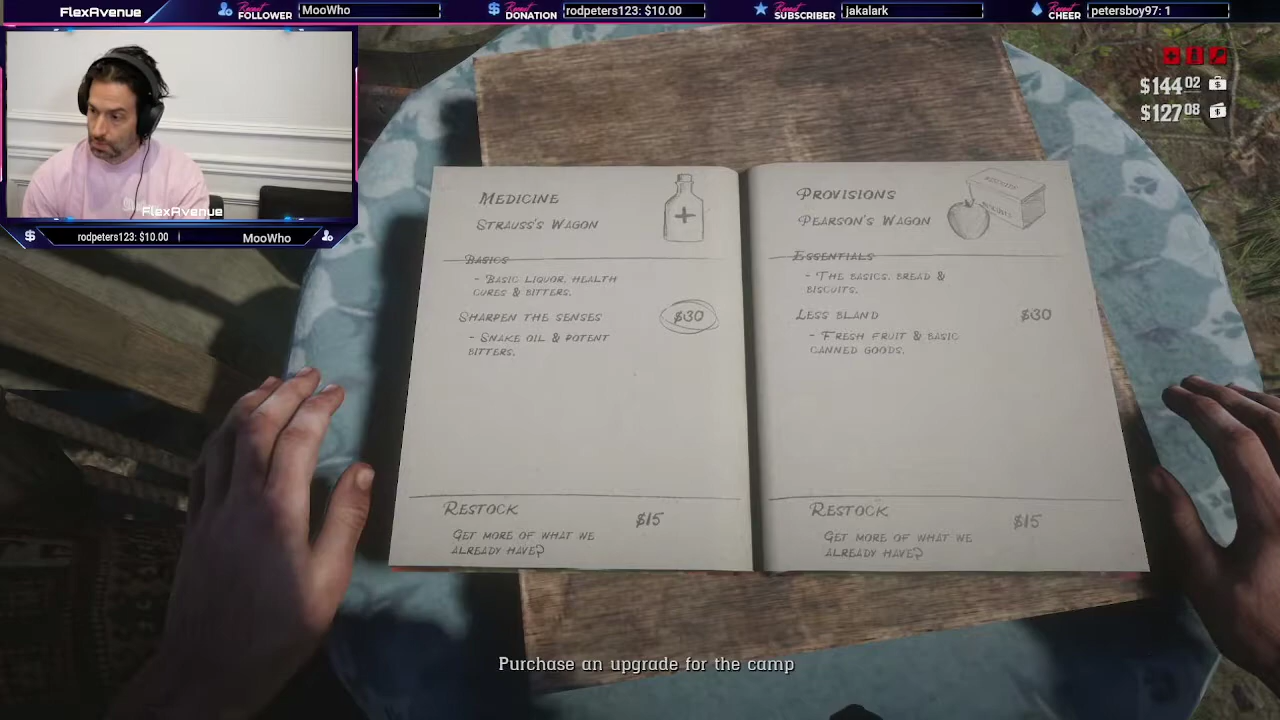 FlexAvenue
Recent
FOLLOWER
MooWho
$
Recent
DONATION
rodpeters123: $10.00
Recent
SUBSCRIBER
jakalark
Recent
CHEER
petersboy97: 1
$144 02
$127 08
FlexAvenue
$
rodpeters123: $10.00
MooWho
MEDICINE
STRAUSS'S WAGON
BASICS
- BASIC LIQUOR, HEALTH
CURES & BITTERS.
SHARPEN THE SENSES
$30
- SNAKE OIL & POTENT
BITTERS.
RESTOCK
$15
GET MORE OF WHAT WE
ALREADY HAVE?
PROVISIONS
PEARSON'S WAGON
ESSENTIALS
- THE BASICS. BREAD &
BISCUITS.
LESS BLAND
$30
- FRESH FRUIT & BASIC
CANNED GOODS.
RESTOCK
$15
GET MORE OF WHAT WE
ALREADY HAVE?
Purchase an upgrade for the camp